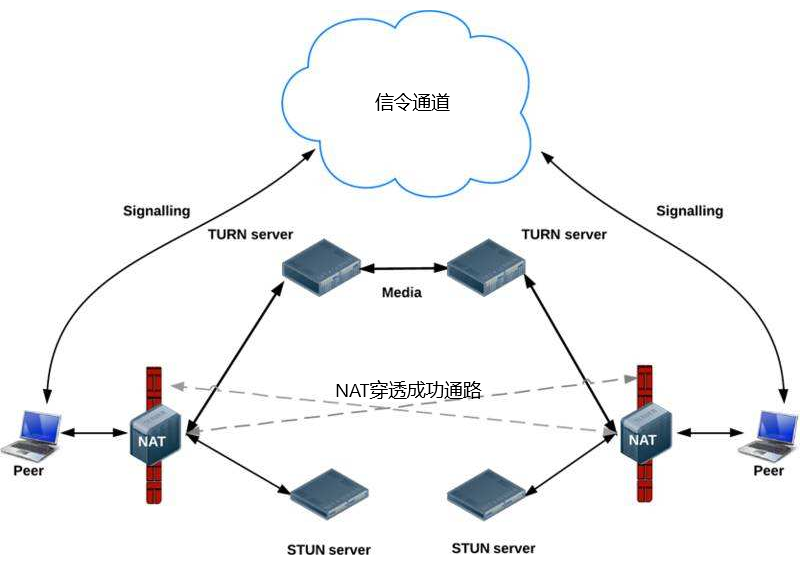 信令通道
Signalling
Signalling
TURN server
TURN server
Media
NAT穿透成功通路
NAT
NAT
Peer
Peer
STUN server
STUN server